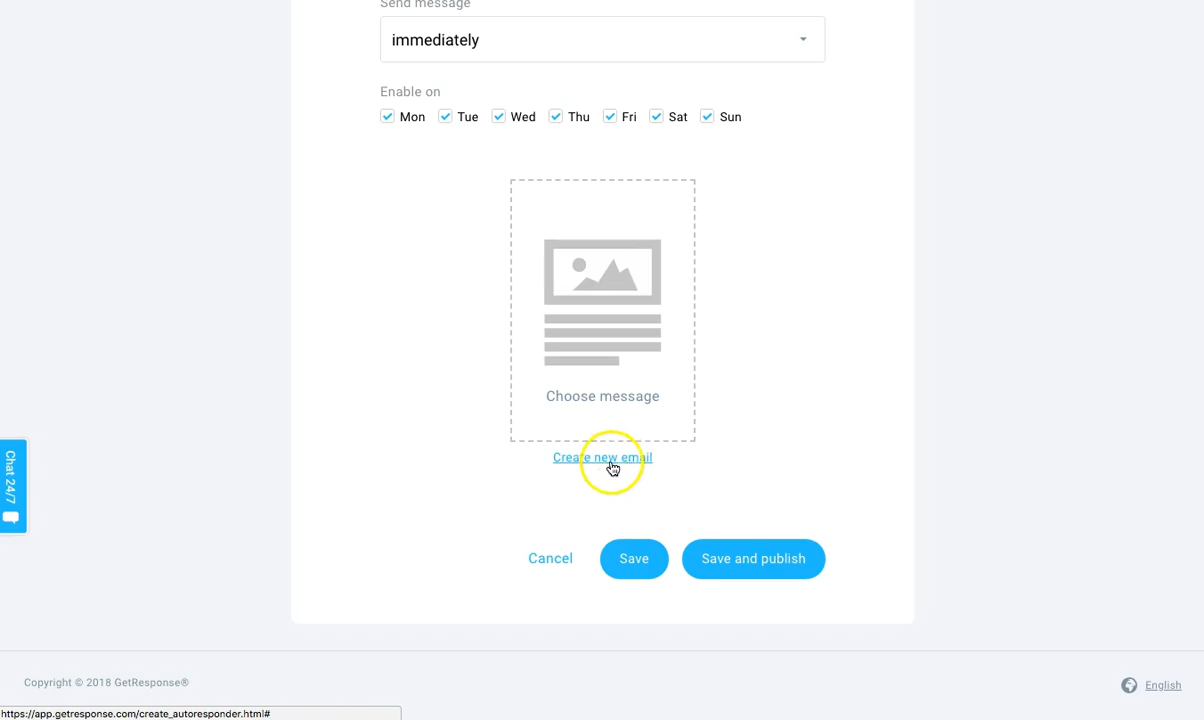 Send message
immediately
Enable on
Mon Tue Wed Thu Fri Sat Sun
Choose message
Create new email
Chat 24/7
Cancel Save Save and publish
Copyright © 2018 GetResponse®
English
https://app.getresponse.com/create_autoresponder.html#